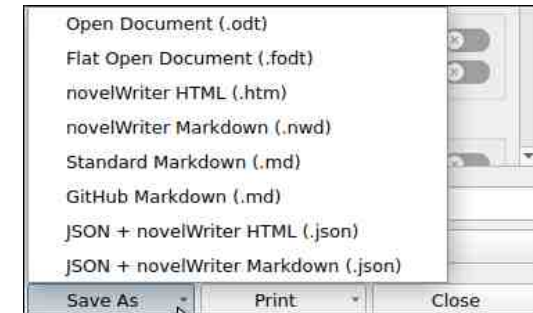 Open Document (.odt)
Flat Open Document (.fodt)
novelWriter HTML (.htm)
novelWriter Markdown (.nwd)
Standard Markdown (.md)
GitHub Markdown (.md)
JSON + novelWriter HTML (.json)
JSON + novelWriter Markdown (.json)
Save As Print Close